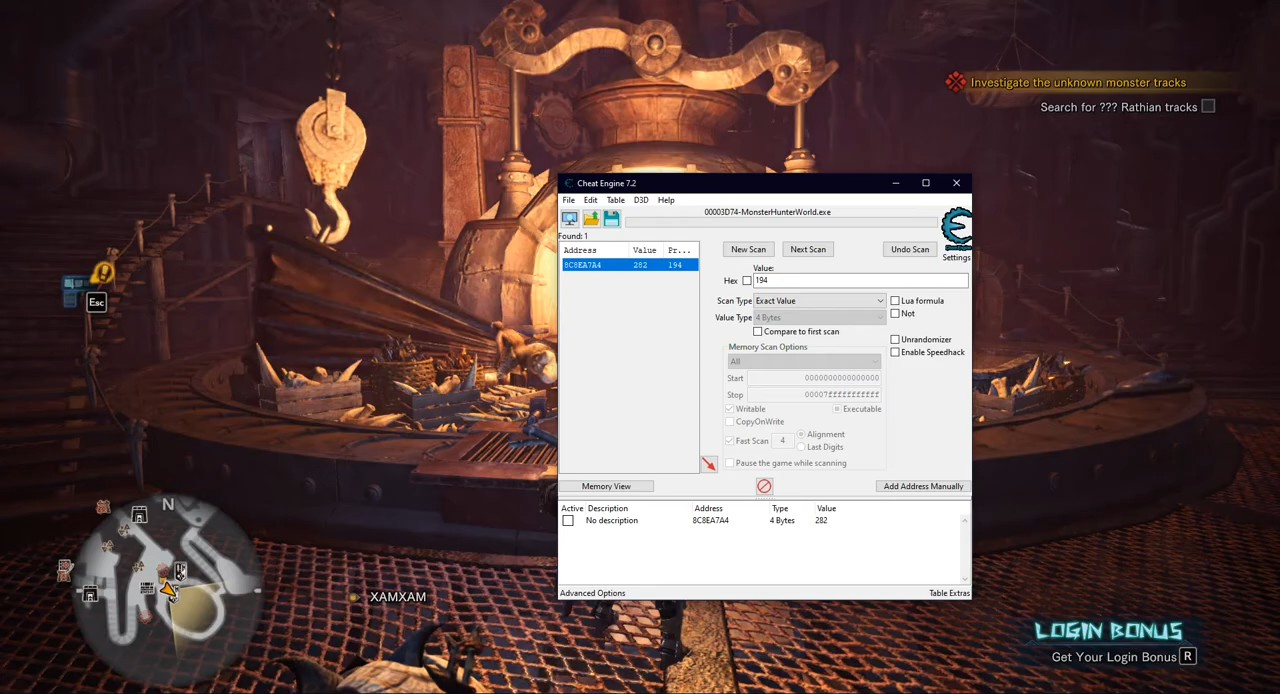 Investigate the unknown monster tracks
Search for ??? Rathian tracks
Cheat Engine 7.2
File Edit Table D3D Help
00003D74-MonsterHunterWorld.exe
Found: 1
Address Value Pr...
8C8EA7A4 282 194
New Scan Next Scan Undo Scan
Settings
Value:
Hex 194
Scan Type Exact Value
Lua formula
Not
Value Type 4 Bytes
Compare to first scan
Memory Scan Options
All
Unrandomizer
Enable Speedhack
Start 0000000000000000
Stop 00007fffffffffff
Writable Executable
CopyOnWrite
Fast Scan 4 Alignment
Last Digits
Pause the game while scanning
Memory View Add Address Manually
Active Description Address Type Value
No description 8C8EA7A4 4 Bytes 282
Advanced Options Table Extras
Esc
N
XAMXAM
LOGIN BONUS
Get Your Login Bonus R